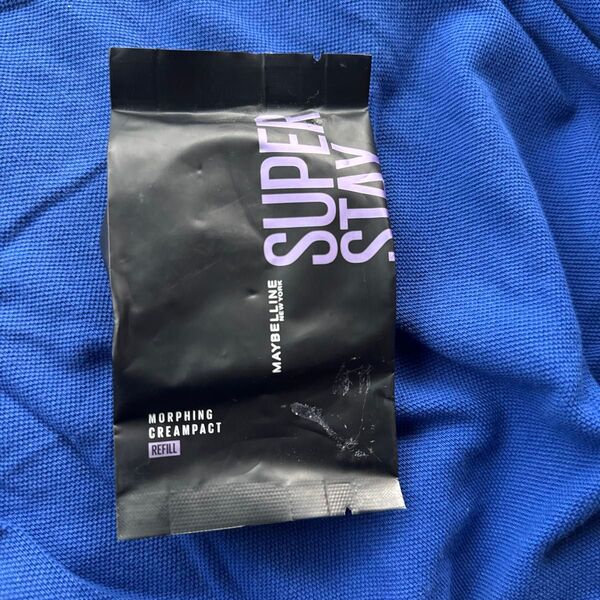 SUPER
STAY
MAYBELLINE
NEW YORK
MORPHING
CREAMPACT
REFILL